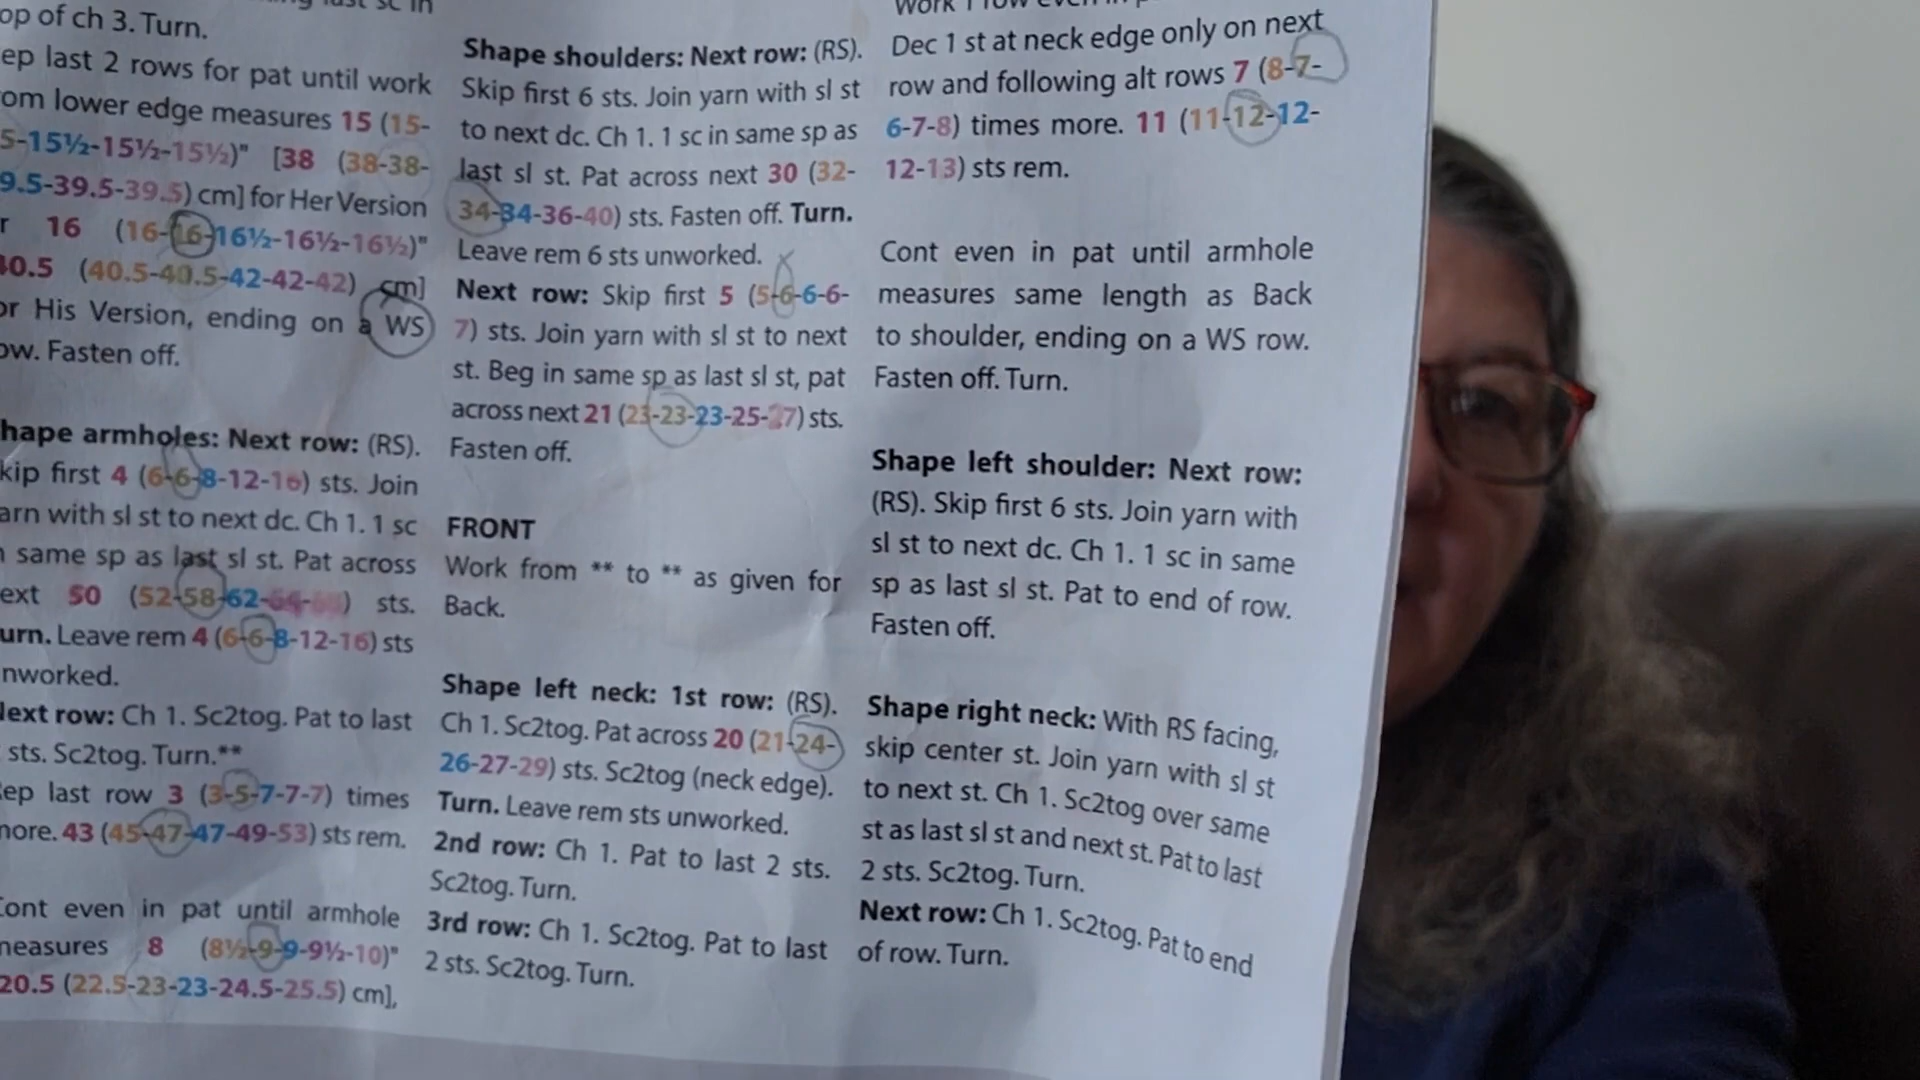 last sc in
op of ch 3. Turn.
ep last 2 rows for pat until work
om lower edge measures 15 (15-
5-15½-15½-15½)" [38 (38-38-
9.5-39.5-39.5) cm] for Her Version
r 16 (16-16-16½-16½-16½)"
40.5 (40.5-40.5-42-42-42) cm]
or His Version, ending on a WS
ow. Fasten off.
hape armholes: Next row: (RS).
kip first 4 (6-6-8-12-16) sts. Join
arn with sl st to next dc. Ch 1. 1 sc
n same sp as last sl st. Pat across
ext 50 (52-58-62- ) sts.
urn. Leave rem 4 (6-6-8-12-16) sts
nworked.
Next row: Ch 1. Sc2tog. Pat to last
sts. Sc2tog. Turn.**
Rep last row 3 (3-5-7-7-7) times
more. 43 (45-47-47-49-53) sts rem.
Cont even in pat until armhole
measures 8 (8½-9-9-9½-10)"
20.5 (22.5-23-23-24.5-25.5) cm],
Shape shoulders: Next row: (RS).
Skip first 6 sts. Join yarn with sl st
to next dc. Ch 1. 1 sc in same sp as
last sl st. Pat across next 30 (32-
34-34-36-40) sts. Fasten off. Turn.
Leave rem 6 sts unworked.
Next row: Skip first 5 (5-6-6-6-
7) sts. Join yarn with sl st to next
st. Beg in same sp as last sl st, pat
across next 21 (23-23-23-25-27) sts.
Fasten off.
FRONT
Work from ** to ** as given for
Back.
Shape left neck: 1st row: (RS).
Ch 1. Sc2tog. Pat across 20 (21-24-
26-27-29) sts. Sc2tog (neck edge).
Turn. Leave rem sts unworked.
2nd row: Ch 1. Pat to last 2 sts.
Sc2tog. Turn.
3rd row: Ch 1. Sc2tog. Pat to last
2 sts. Sc2tog. Turn.
Work 1 row even in
Dec 1 st at neck edge only on next
row and following alt rows 7 (8-7-
6-7-8) times more. 11 (11-12-12-
12-13) sts rem.
Cont even in pat until armhole
measures same length as Back
to shoulder, ending on a WS row.
Fasten off. Turn.
Shape left shoulder: Next row:
(RS). Skip first 6 sts. Join yarn with
sl st to next dc. Ch 1. 1 sc in same
sp as last sl st. Pat to end of row.
Fasten off.
Shape right neck: With RS facing,
skip center st. Join yarn with sl st
to next st. Ch 1. Sc2tog over same
st as last sl st and next st. Pat to last
2 sts. Sc2tog. Turn.
Next row: Ch 1. Sc2tog. Pat to end
of row. Turn.